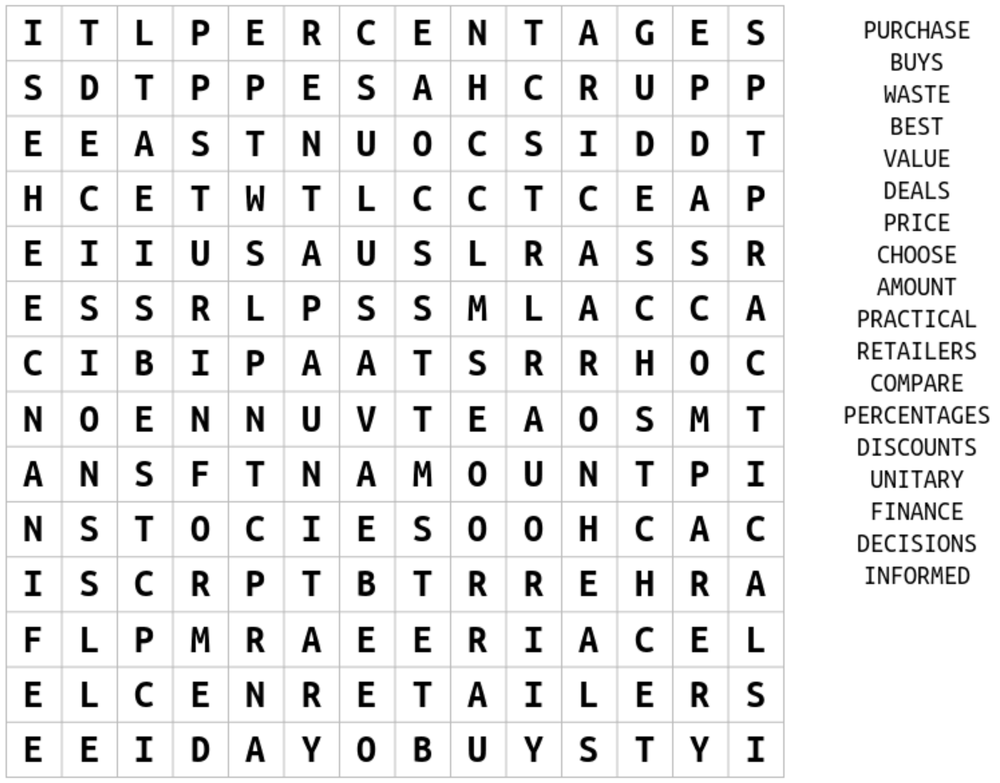 I T L P E R C E N T A G E S
S D T P P E S A H C R U P P
E E A S T N U O C S I D D T
H C E T W T L C C T C E A P
E I I U S A U S L R A S S R
E S S R L P S S M L A C C A
C I B I P A A T S R R H O C
N O E N N U V T E A O S M T
A N S F T N A M O U N T P I
N S T O C I E S O O H C A C
I S C R P T B T R R E H R A
F L P M R A E E R I A C E L
E L C E N R E T A I L E R S
E E I D A Y O B U Y S T Y I
PURCHASE
BUYS
WASTE
BEST
VALUE
DEALS
PRICE
CHOOSE
AMOUNT
PRACTICAL
RETAILERS
COMPARE
PERCENTAGES
DISCOUNTS
UNITARY
FINANCE
DECISIONS
INFORMED